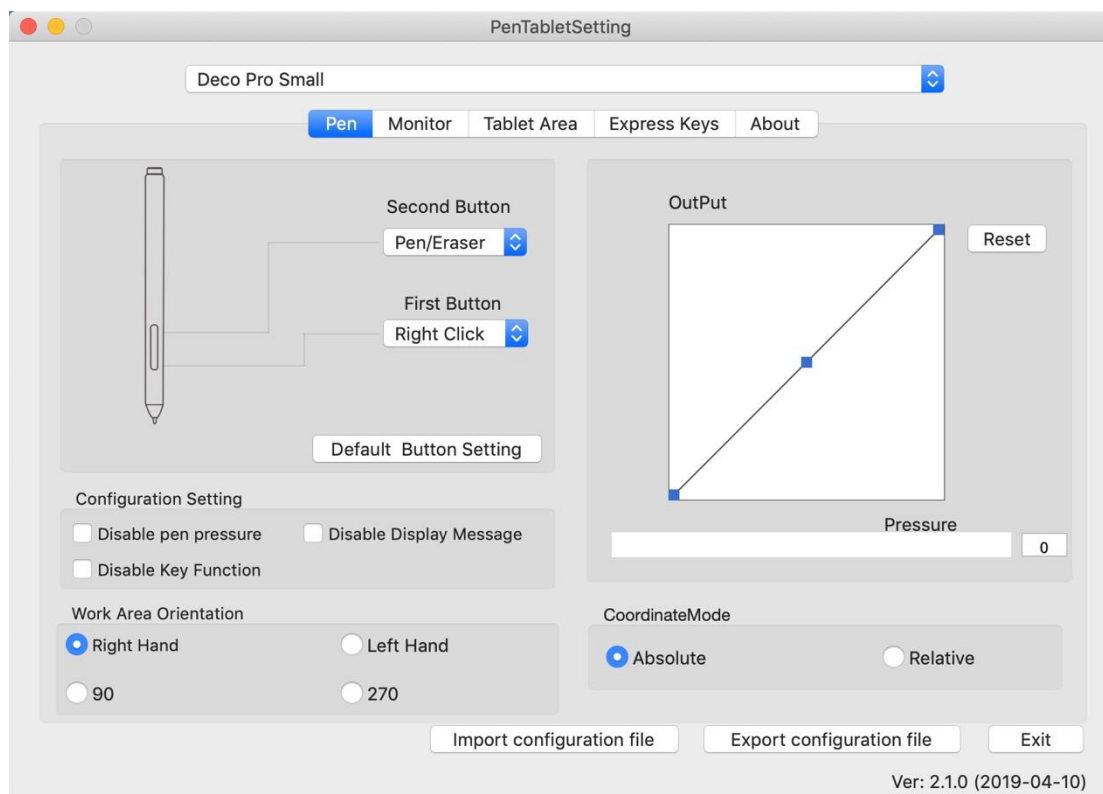 PenTabletSetting
Deco Pro Small
Pen Monitor Tablet Area Express Keys About
Second Button
Pen/Eraser
First Button
Right Click
Default Button Setting
OutPut
Reset
Pressure
0
Configuration Setting
Disable pen pressure Disable Display Message
Disable Key Function
Work Area Orientation
Right Hand Left Hand
90 270
CoordinateMode
Absolute Relative
Import configuration file Export configuration file Exit
Ver: 2.1.0 (2019-04-10)